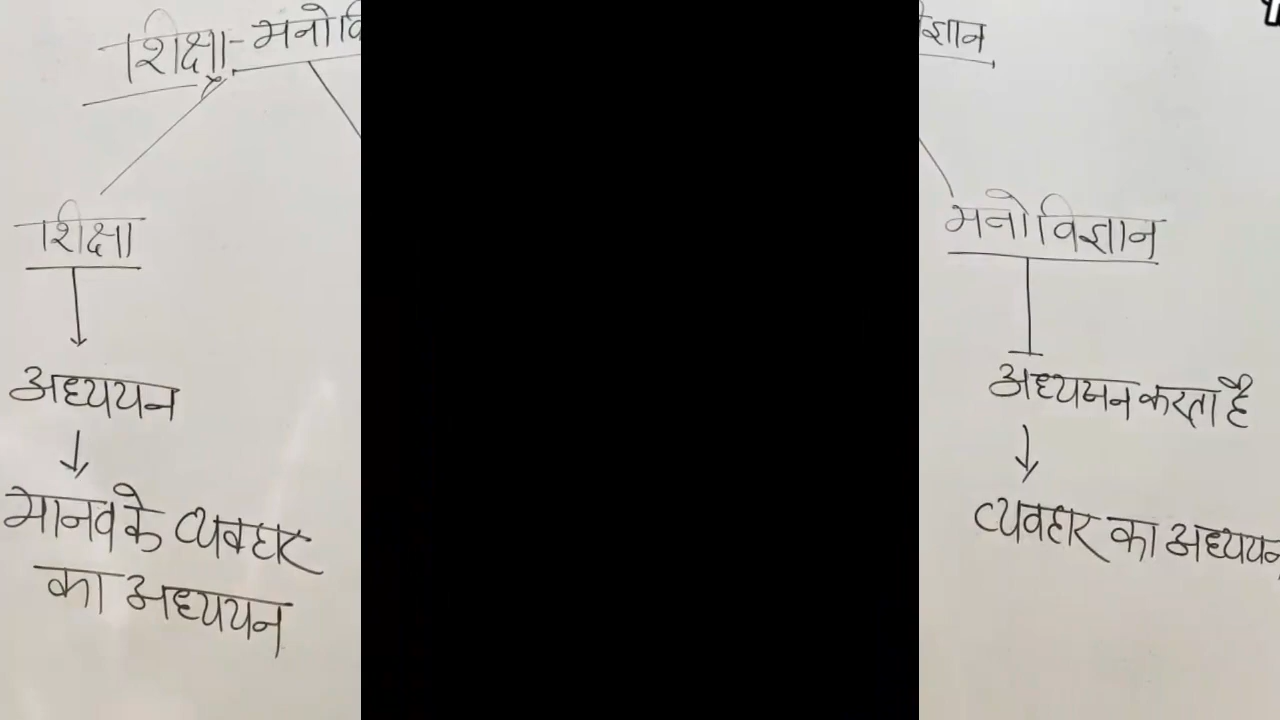 शिक्षा-मनोवि
ज्ञान
शिक्षा
मनोविज्ञान
अध्ययन
अध्ययन करता है
मानव के व्यवहार
का अध्ययन
व्यवहार का अध्ययन